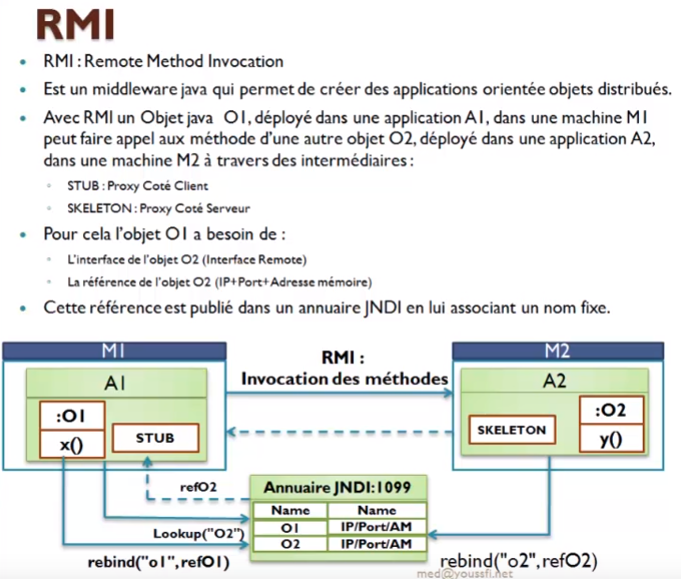 RMI
RMI : Remote Method Invocation
Est un middleware java qui permet de créer des applications orientée objets distribués.
Avec RMI un Objet java O1, déployé dans une application A1, dans une machine M1
peut faire appel aux méthode d'une autre objet O2, déployé dans une application A2,
dans une machine M2 à travers des intermédiaires :
STUB : Proxy Coté Client
SKELETON : Proxy Coté Serveur
Pour cela l'objet O1 a besoin de :
L'interface de l'objet O2 (Interface Remote)
La référence de l'objet O2 (IP+Port+Adresse mémoire)
Cette référence est publié dans un annuaire JNDI en lui associant un nom fixe.
M1
A1
:O1
x()
STUB
RMI :
Invocation des méthodes
M2
A2
SKELETON
:O2
y()
refO2
Lookup("O2")
rebind("o1",refO1)
Annuaire JNDI:1099
Name Name
O1 IP/Port/AM
O2 IP/Port/AM
rebind("o2",refO2)
med@youssfi.net